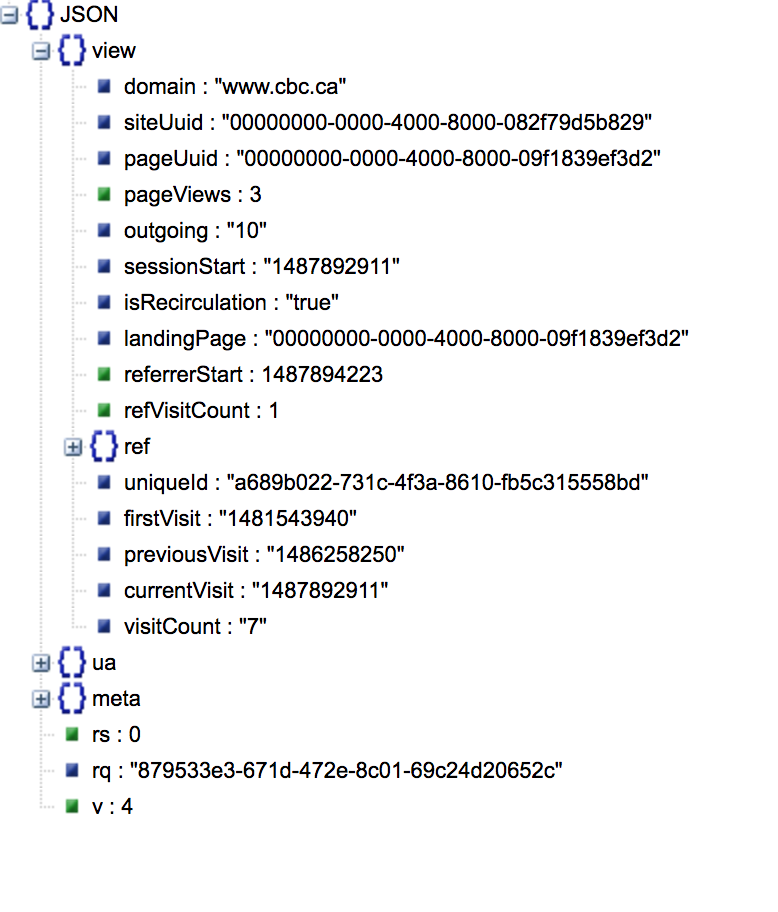 JSON
view
domain : "www.cbc.ca"
siteUuid : "00000000-0000-4000-8000-082f79d5b829"
pageUuid : "00000000-0000-4000-8000-09f1839ef3d2"
pageViews : 3
outgoing : "10"
sessionStart : "1487892911"
isRecirculation : "true"
landingPage : "00000000-0000-4000-8000-09f1839ef3d2"
referrerStart : 1487894223
refVisitCount : 1
ref
uniqueId : "a689b022-731c-4f3a-8610-fb5c315558bd"
firstVisit : "1481543940"
previousVisit : "1486258250"
currentVisit : "1487892911"
visitCount : "7"
ua
meta
rs : 0
rq : "879533e3-671d-472e-8c01-69c24d20652c"
v : 4